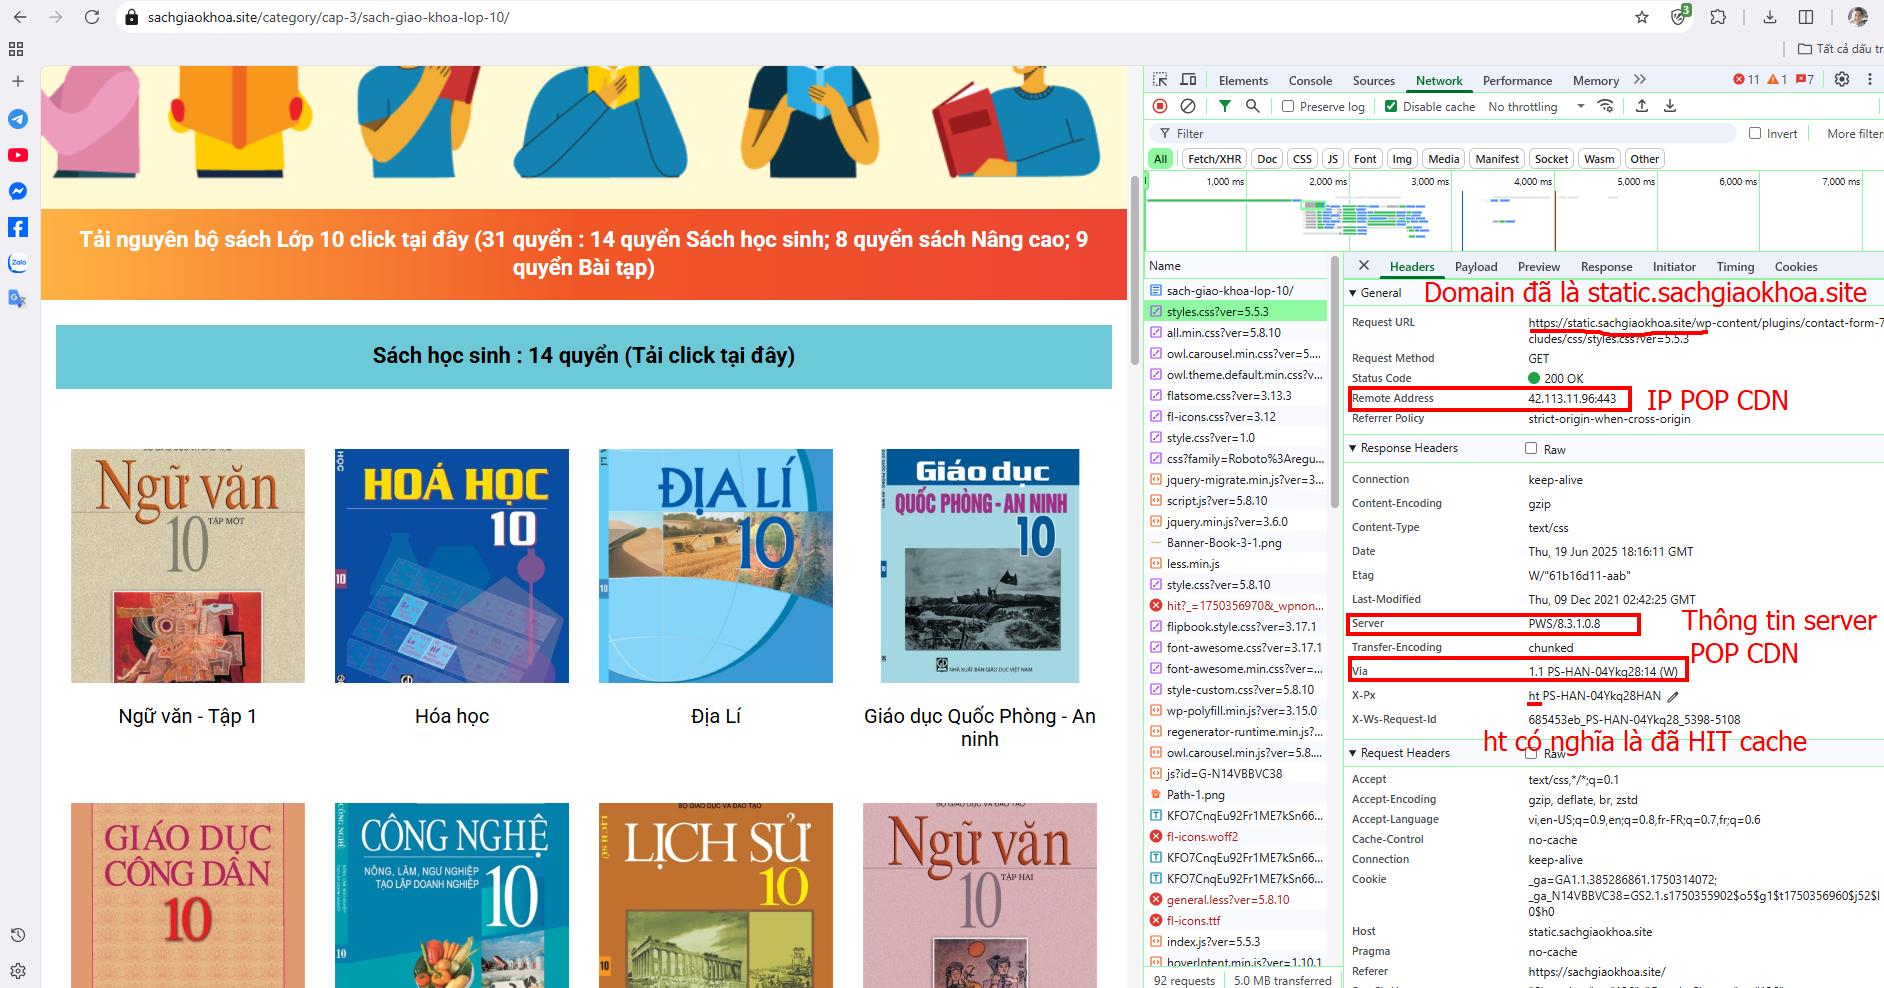 sachgiaokhoa.site/category/cap-3/sach-giao-khoa-lop-10/
3
Tất cả dấu tr
Zalo
Tải nguyên bộ sách Lớp 10 click tại đây (31 quyển : 14 quyển Sách học sinh; 8 quyển sách Nâng cao; 9
quyển Bài tạp)
Sách học sinh : 14 quyển (Tải click tại đây)
Ngữ văn
TẬP MỘT
10
HOÁ HỌC
10
10
ĐỊA LÍ
10
Giáo dục
QUỐC PHÒNG - AN NINH
10
NHÀ XUẤT BẢN GIÁO DỤC VIỆT NAM
Ngữ văn - Tập 1
Hóa học
Địa Lí
Giáo dục Quốc Phòng - An
ninh
GIÁO DỤC
CÔNG DÂN
10
BỘ GIÁO DỤC VÀ ĐÀO TẠO
CÔNG NGHỆ
NÔNG, LÂM, NGƯ NGHIỆP
TẠO LẬP DOANH NGHIỆP
10
10
BỘ GIÁO DỤC VÀ ĐÀO TẠO
LỊCH SỬ
10
LỊCH SỬ
10
Ngữ văn
TẬP HAI
10
Elements Console Sources Network Performance Memory 11 1 7
Preserve log Disable cache No throttling
Filter Invert More filter
All Fetch/XHR Doc CSS JS Font Img Media Manifest Socket Wasm Other
1,000 ms 2,000 ms 3,000 ms 4,000 ms 5,000 ms 6,000 ms 7,000 ms
Name
sach-giao-khoa-lop-10/
styles.css?ver=5.5.3
all.min.css?ver=5.8.10
owl.carousel.min.css?ver=5....
owl.theme.default.min.css?v...
flatsome.css?ver=3.13.3
fl-icons.css?ver=3.12
style.css?ver=1.0
css?family=Roboto%3Aregu...
jquery-migrate.min.js?ver=3...
script.js?ver=5.8.10
jquery.min.js?ver=3.6.0
Banner-Book-3-1.png
less.min.js
style.css?ver=5.8.10
hit?_=1750356970&_wpnon...
flipbook.style.css?ver=3.17.1
font-awesome.css?ver=3.17.1
font-awesome.min.css?ver=...
style-custom.css?ver=5.8.10
wp-polyfill.min.js?ver=3.15.0
regenerator-runtime.min.js?...
owl.carousel.min.js?ver=5.8....
js?id=G-N14VBBVC38
Path-1.png
KFO7CnqEu92Fr1ME7kSn66...
fl-icons.woff2
KFO7CnqEu92Fr1ME7kSn66...
KFO7CnqEu92Fr1ME7kSn66...
general.less?ver=5.8.10
fl-icons.ttf
index.js?ver=5.5.3
hoverIntent.min.js?ver=1.10.1
92 requests 5.0 MB transferred
Headers Payload Preview Response Initiator Timing Cookies
General
Domain đã là static.sachgiaokhoa.site
Request URL https://static.sachgiaokhoa.site/wp-content/plugins/contact-form-7
cludes/css/styles.css?ver=5.5.3
Request Method GET
Status Code 200 OK
Remote Address 42.113.11.96:443
IP POP CDN
Referrer Policy strict-origin-when-cross-origin
Response Headers Raw
Connection keep-alive
Content-Encoding gzip
Content-Type text/css
Date Thu, 19 Jun 2025 18:16:11 GMT
Etag W/"61b16d11-aab"
Last-Modified Thu, 09 Dec 2021 02:42:25 GMT
Server PWS/8.3.1.0.8
Thông tin server
POP CDN
Transfer-Encoding chunked
Via 1.1 PS-HAN-04Ykq28:14 (W)
X-Px ht PS-HAN-04Ykq28HAN
X-Ws-Request-Id 685453eb_PS-HAN-04Ykq28_5398-5108
ht có nghĩa là đã HIT cache
Request Headers Raw
Accept text/css,*/*;q=0.1
Accept-Encoding gzip, deflate, br, zstd
Accept-Language vi,en-US;q=0.9,en;q=0.8,fr-FR;q=0.7,fr;q=0.6
Cache-Control no-cache
Connection keep-alive
Cookie _ga=GA1.1.385286861.1750314072;
_ga_N14VBBVC38=GS2.1.s1750355902$o5$g1$t1750356960$j52$l
0$h0
Host static.sachgiaokhoa.site
Pragma no-cache
Referer https://sachgiaokhoa.site/